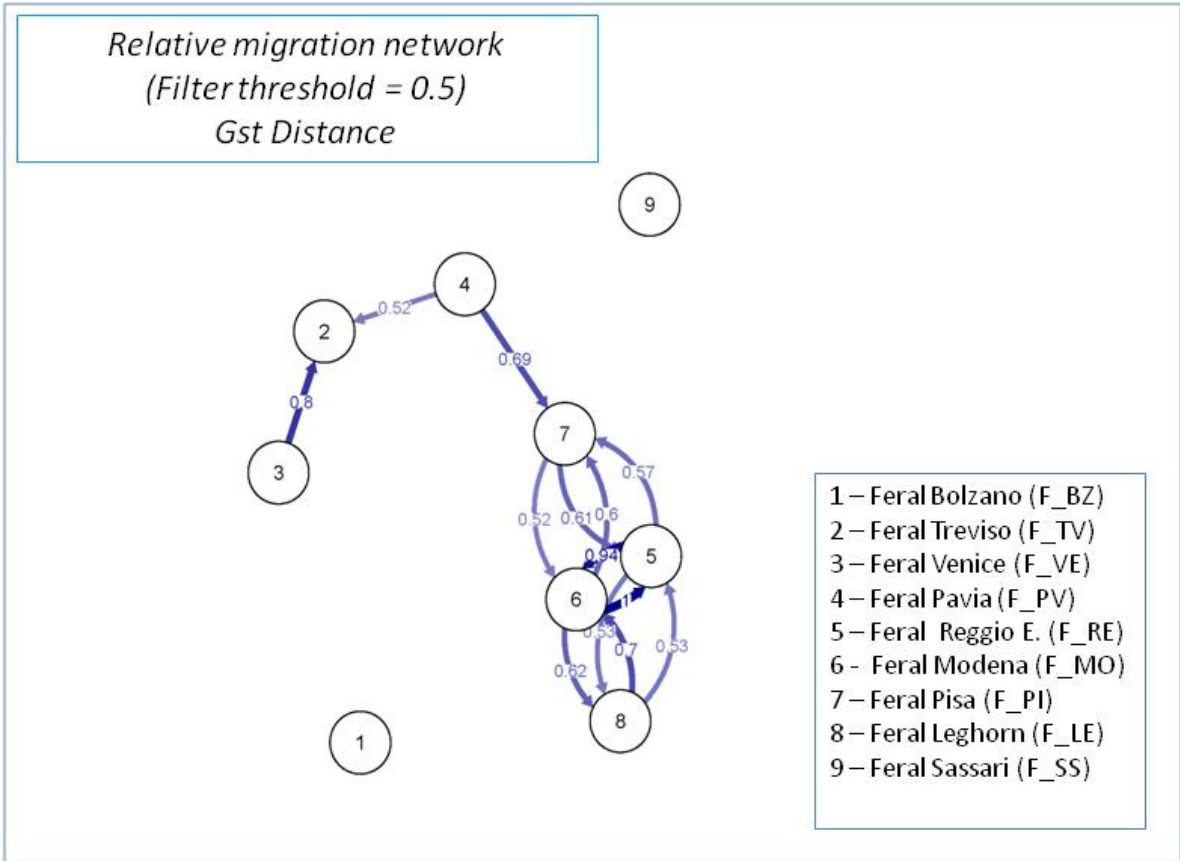 Relative migration network
(Filter threshold = 0.5)
Gst Distance
9
4
0.52
2
0.69
0.8
7
3
0.57
0.52
0.61
0.6
0.94
5
6
1
0.53
0.7
0.53
0.62
8
1
1 – Feral Bolzano (F_BZ)
2 – Feral Treviso (F_TV)
3 – Feral Venice (F_VE)
4 – Feral Pavia (F_PV)
5 – Feral Reggio E. (F_RE)
6 - Feral Modena (F_MO)
7 – Feral Pisa (F_PI)
8 – Feral Leghorn (F_LE)
9 – Feral Sassari (F_SS)